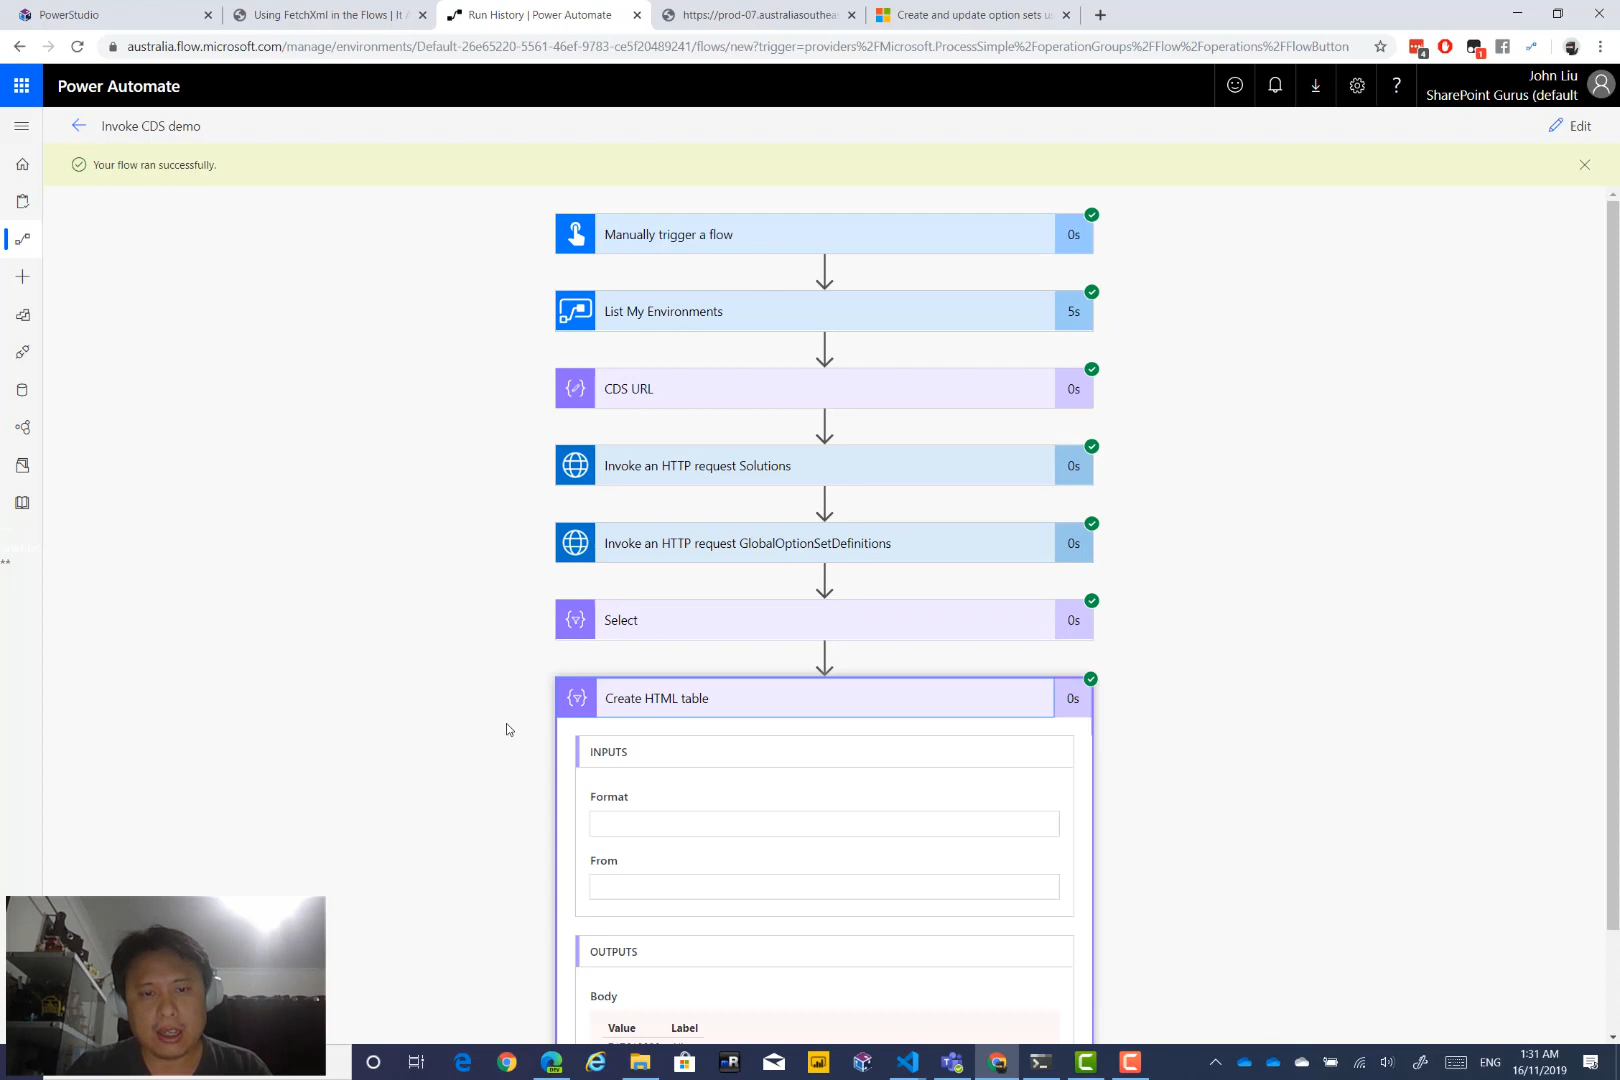 PowerStudio
Using FetchXml in the Flows | It A
Run History | Power Automate
https://prod-07.australiasouthea
Create and update option sets u
australia.flow.microsoft.com/manage/environments/Default-26e65220-5561-46ef-9783-ce5f20489241/flows/new?trigger=providers%2FMicrosoft.ProcessSimple%2FoperationGroups%2FFlow%2Foperations%2FFlowButton
4
1
Power Automate
?
John Liu
SharePoint Gurus (default
Invoke CDS demo
Edit
Your flow ran successfully.
Manually trigger a flow
0s
List My Environments
5s
CDS URL
0s
Invoke an HTTP request Solutions
0s
Invoke an HTTP request GlobalOptionSetDefinitions
0s
Select
0s
Create HTML table
0s
INPUTS
Format
From
OUTPUTS
Body
Value Label
DEV
mR
ENG
1:31 AM
16/11/2019